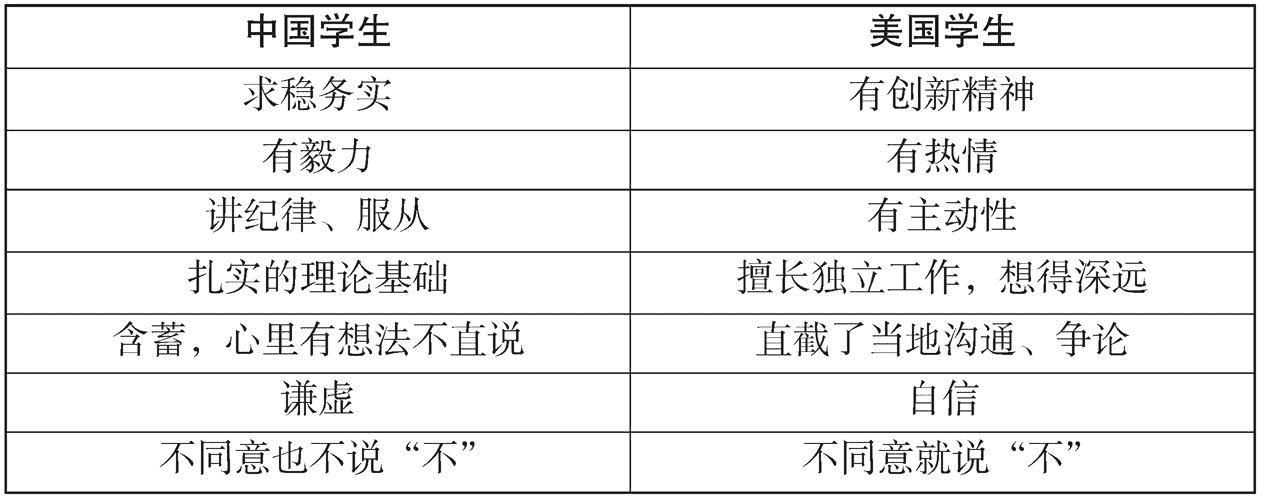 中国学生 美国学生
求稳务实 有创新精神
有毅力 有热情
讲纪律、服从 有主动性
扎实的理论基础 擅长独立工作，想得深远
含蓄，心里有想法不直说 直截了当地沟通、争论
谦虚 自信
不同意也不说“不” 不同意就说“不”